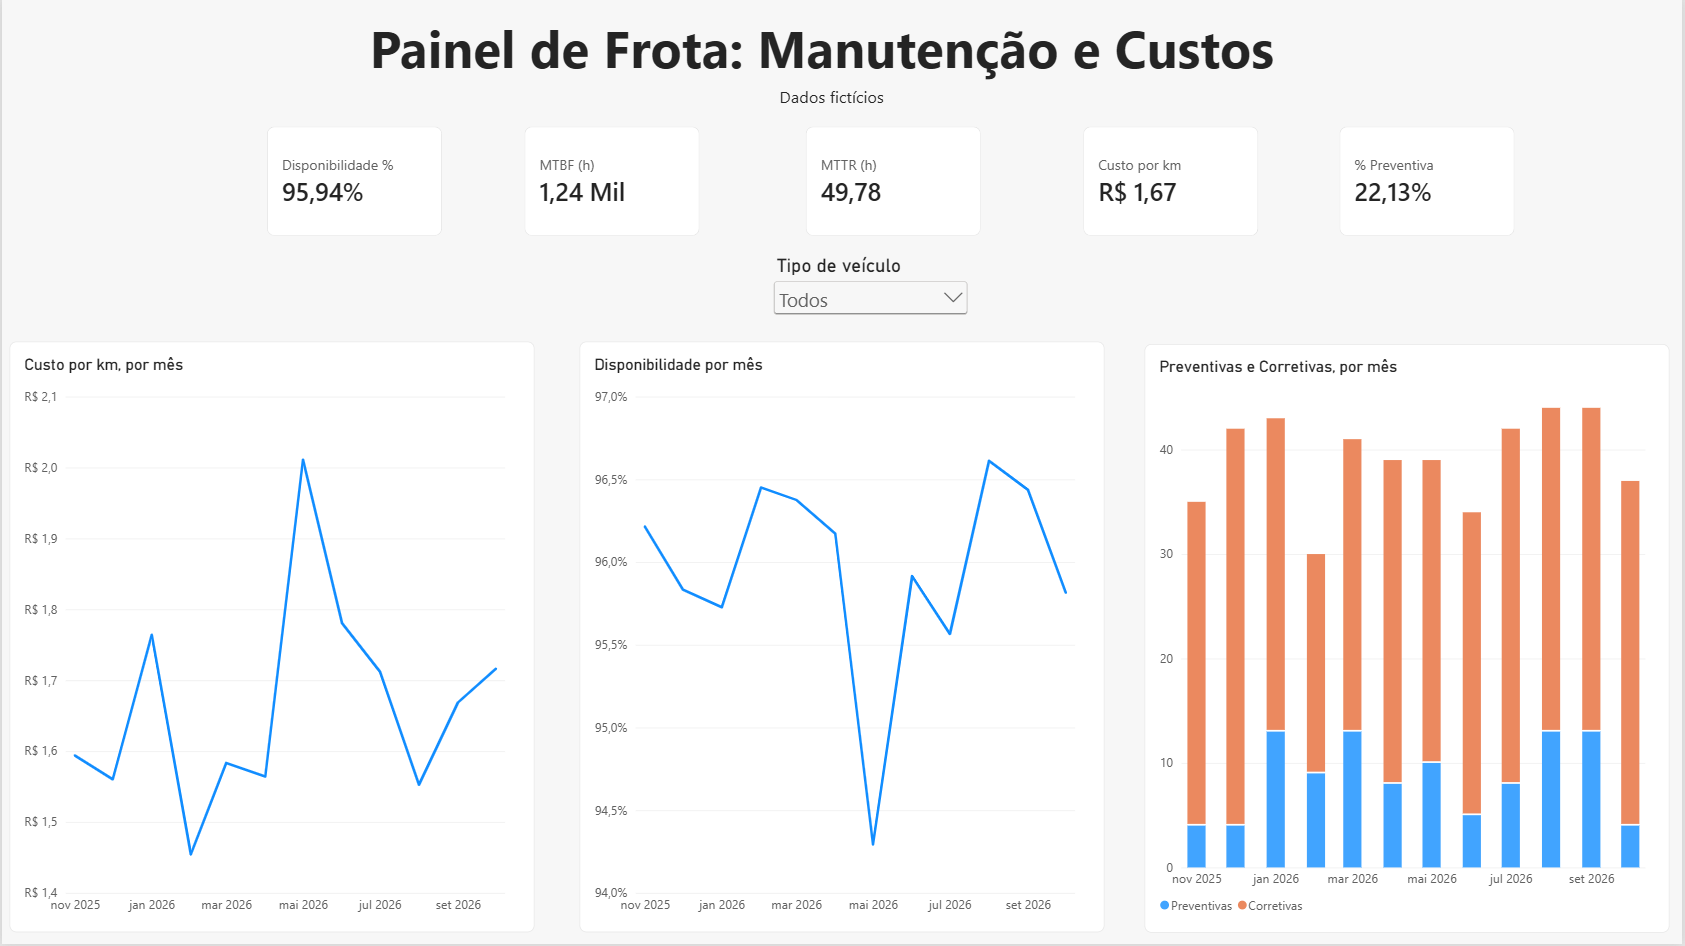 Painel de Frota: Manutenção e Custos
Dados fictícios
Disponibilidade %
95,94%
MTBF (h)
1,24 Mil
MTTR (h)
49,78
Custo por km
R$ 1,67
% Preventiva
22,13%
Tipo de veículo
Todos
Custo por km, por mês
R$ 2,1
R$ 2,0
R$ 1,9
R$ 1,8
R$ 1,7
R$ 1,6
R$ 1,5
R$ 1,4
nov 2025 jan 2026 mar 2026 mai 2026 jul 2026 set 2026
Disponibilidade por mês
97,0%
96,5%
96,0%
95,5%
95,0%
94,5%
94,0%
nov 2025 jan 2026 mar 2026 mai 2026 jul 2026 set 2026
Preventivas e Corretivas, por mês
40
30
20
10
0
nov 2025 jan 2026 mar 2026 mai 2026 jul 2026 set 2026
Preventivas Corretivas